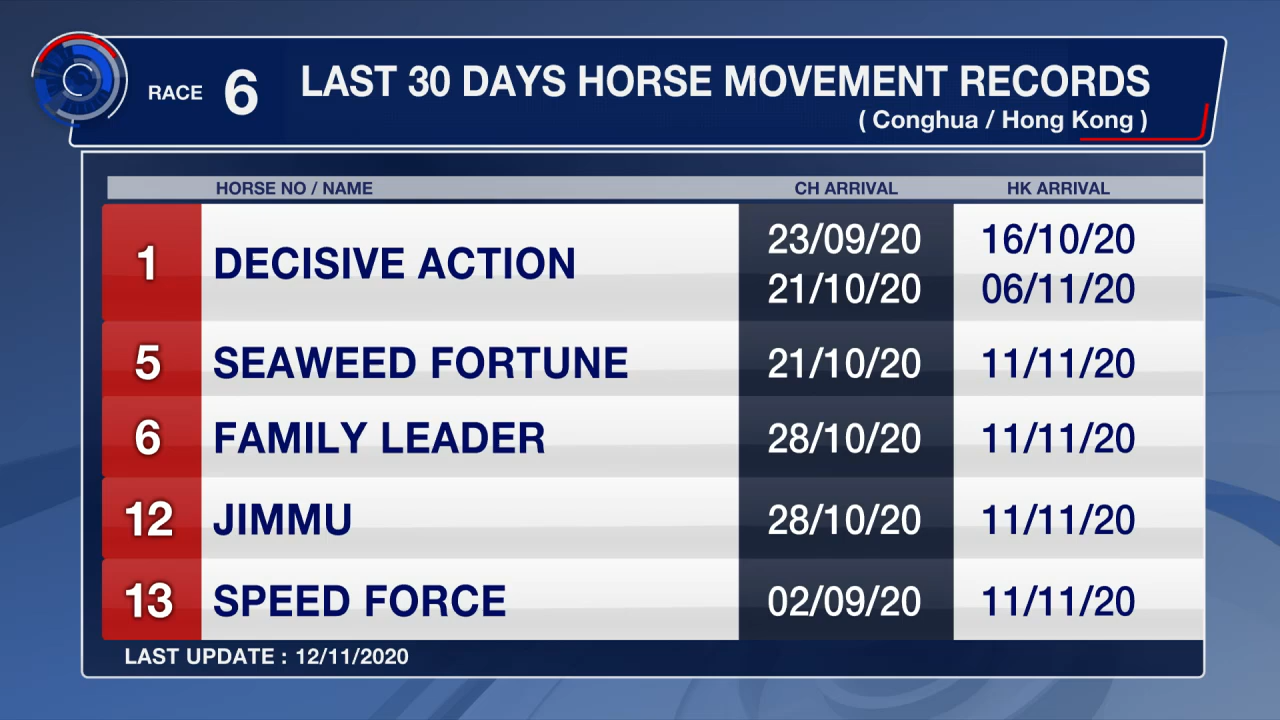 RACE 6 LAST 30 DAYS HORSE MOVEMENT RECORDS
( Conghua / Hong Kong )
HORSE NO / NAME CH ARRIVAL HK ARRIVAL
1 DECISIVE ACTION 23/09/20 16/10/20
21/10/20 06/11/20
5 SEAWEED FORTUNE 21/10/20 11/11/20
6 FAMILY LEADER 28/10/20 11/11/20
12 JIMMU 28/10/20 11/11/20
13 SPEED FORCE 02/09/20 11/11/20
LAST UPDATE : 12/11/2020